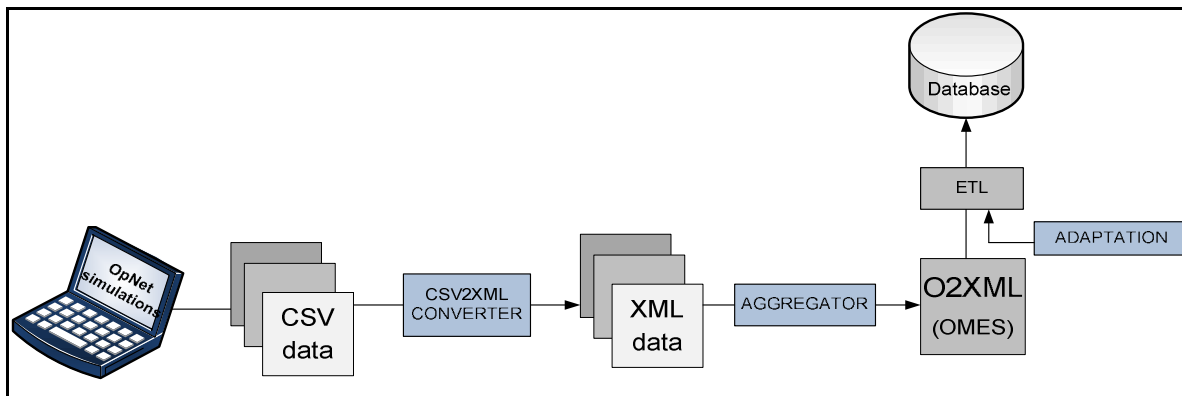 OpNet
simulations
CSV
data
CSV2XML
CONVERTER
XML
data
AGGREGATOR
O2XML
(OMES)
ADAPTATION
ETL
Database